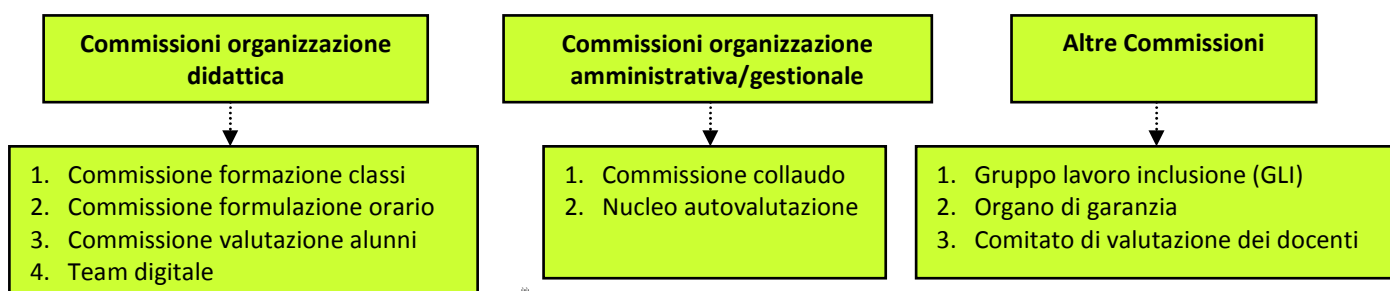 Commissioni organizzazione
didattica
1. Commissione formazione classi
2. Commissione formulazione orario
3. Commissione valutazione alunni
4. Team digitale
Commissioni organizzazione
amministrativa/gestionale
1. Commissione collaudo
2. Nucleo autovalutazione
Altre Commissioni
1. Gruppo lavoro inclusione (GLI)
2. Organo di garanzia
3. Comitato di valutazione dei docenti